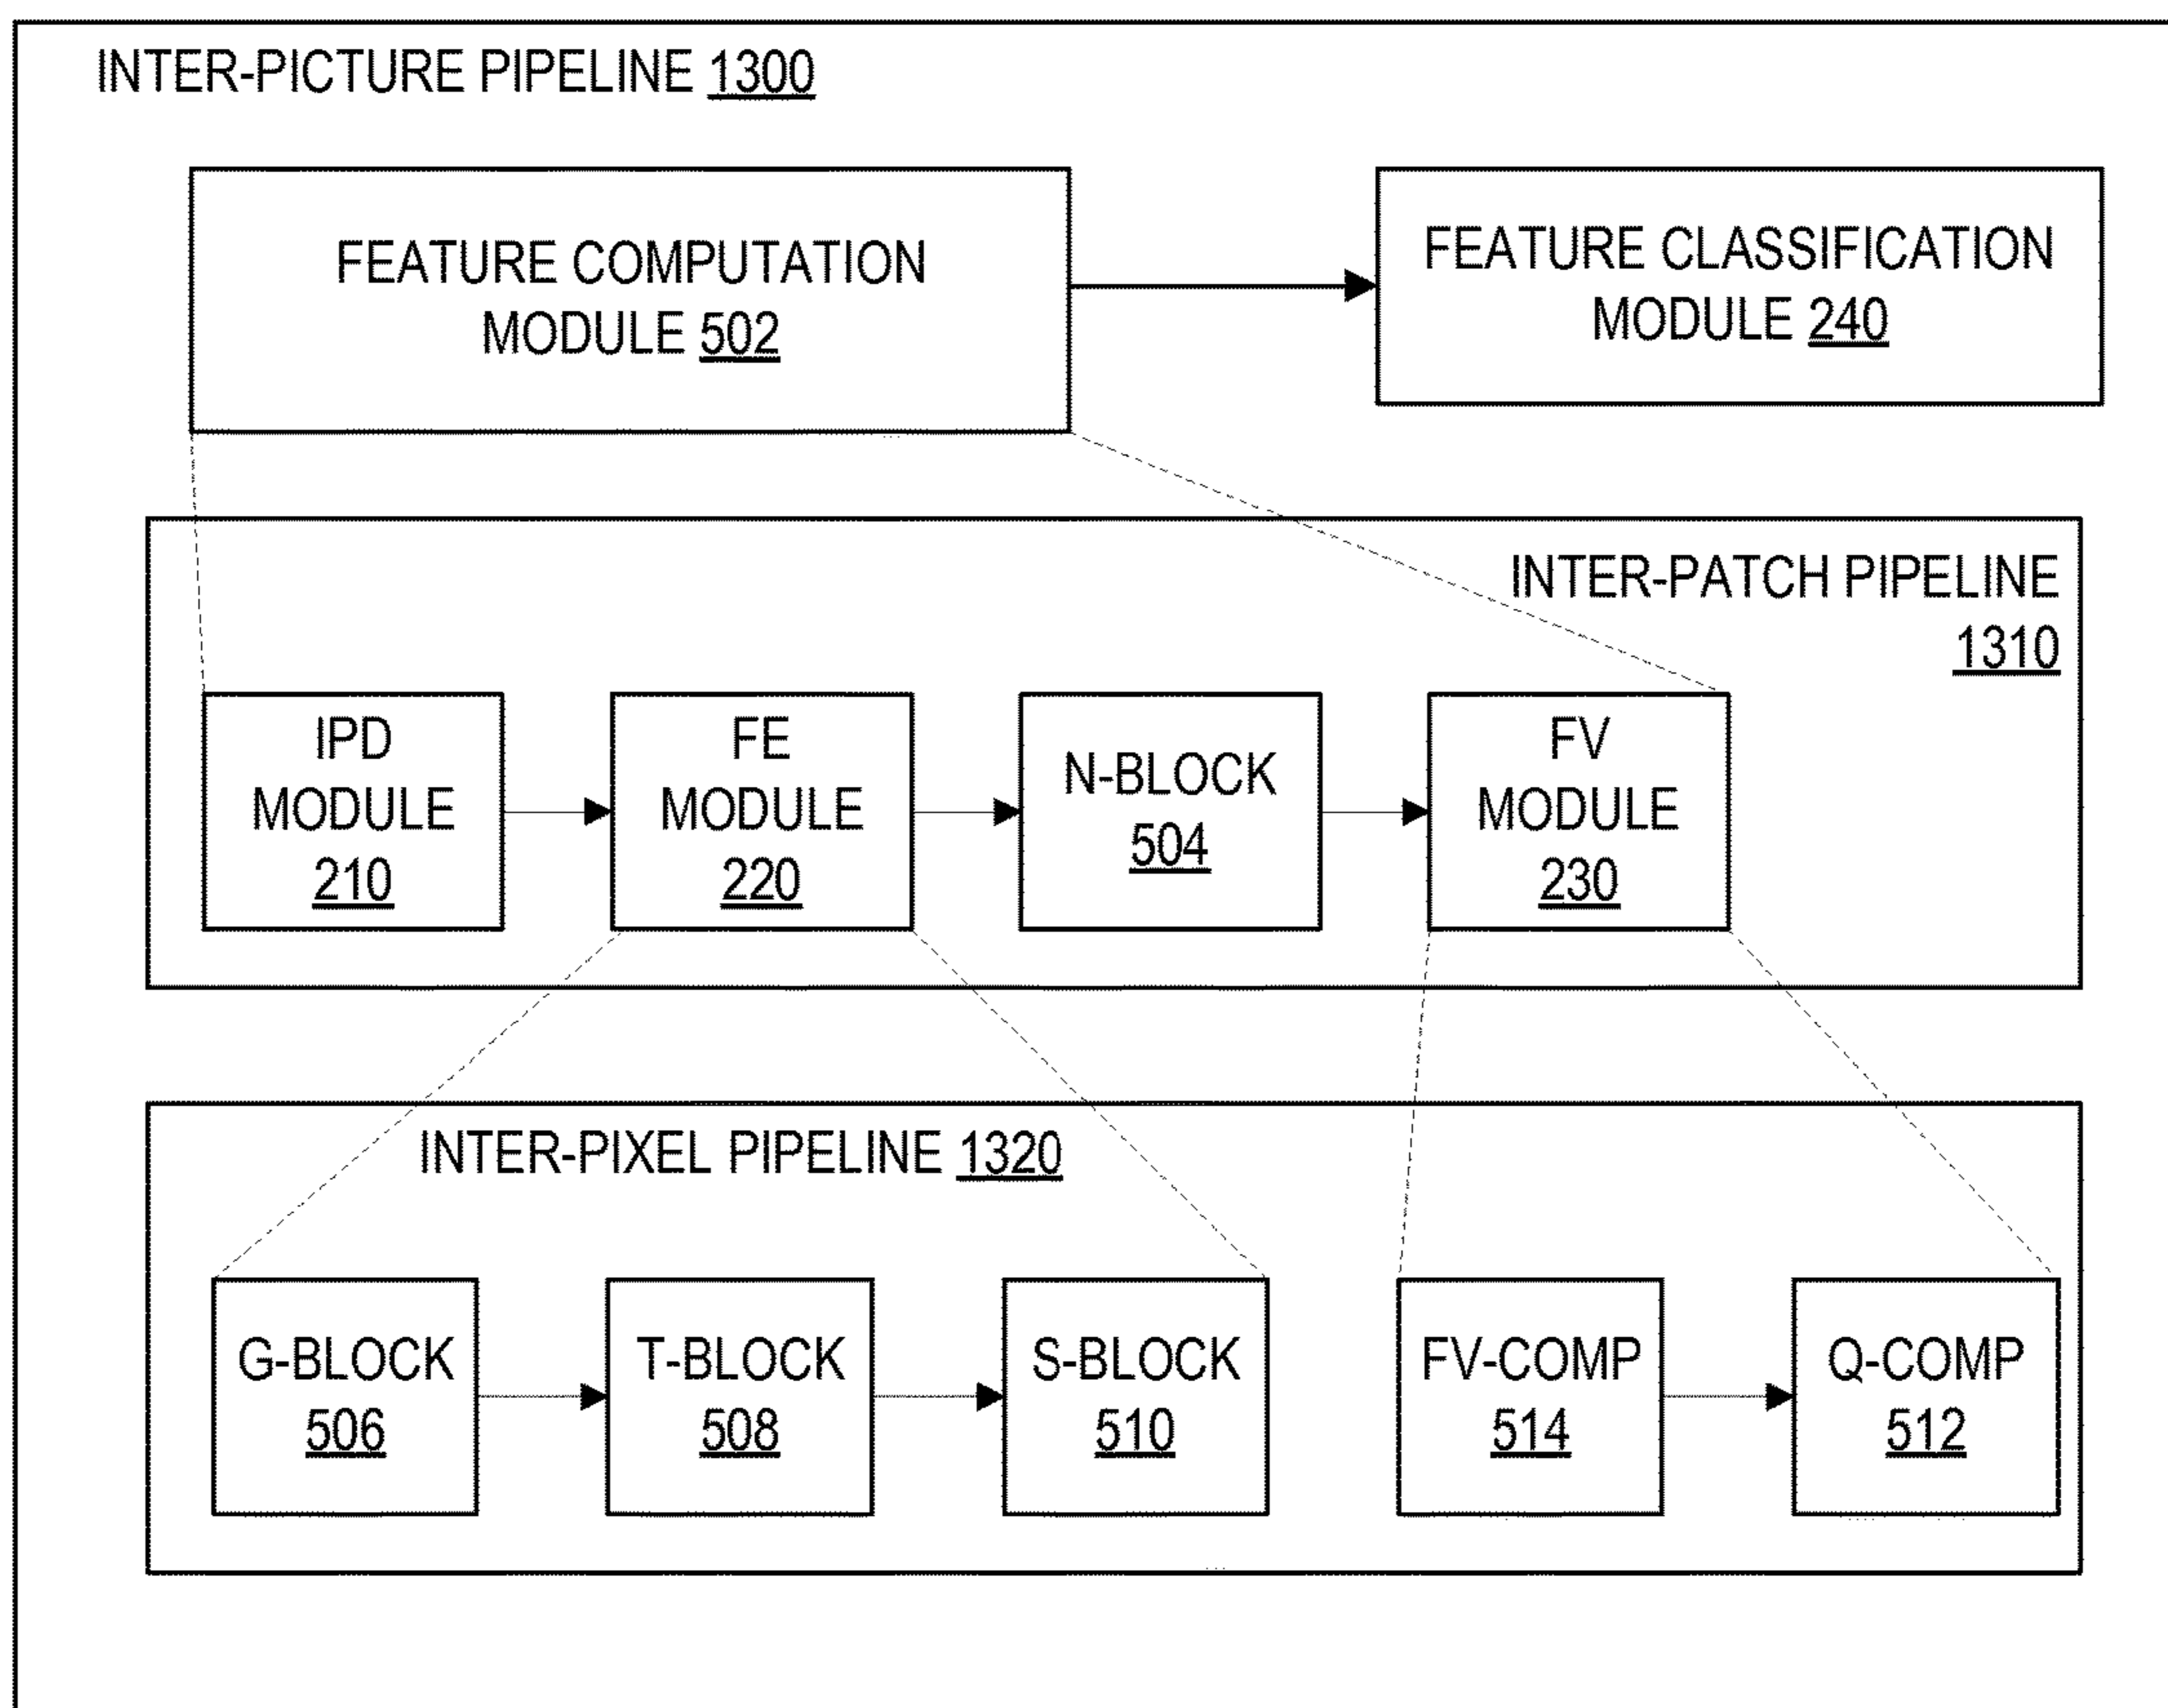 INTER-PICTURE PIPELINE 1300
FEATURE COMPUTATION
MODULE 502
FEATURE CLASSIFICATION
MODULE 240
INTER-PATCH PIPELINE
1310
IPD
MODULE
210
FE
MODULE
220
N-BLOCK
504
FV
MODULE
230
INTER-PIXEL PIPELINE 1320
G-BLOCK
506
T-BLOCK
508
S-BLOCK
510
FV-COMP
514
Q-COMP
512